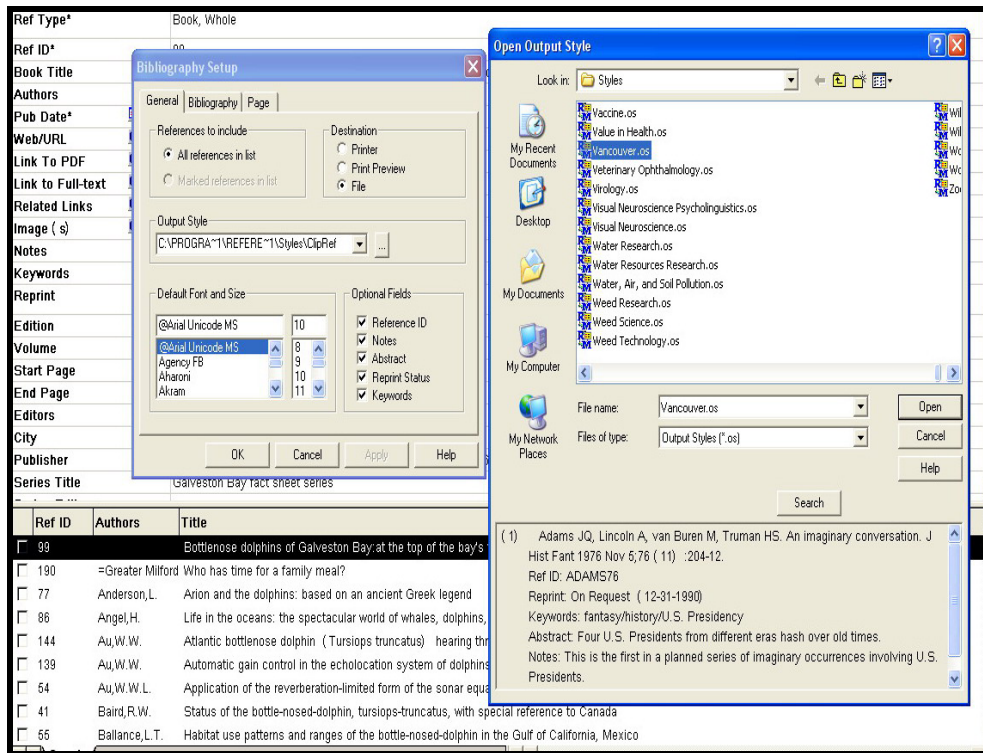 Ref Type* Book, Whole
Ref ID* 99
Book Title
Authors
Pub Date*
Web/URL
Link To PDF
Link to Full-text
Related Links
Image ( s)
Notes
Keywords
Reprint
Edition
Volume
Start Page
End Page
Editors
City
Publisher
Series Title Galveston Bay fact sheet series
Bibliography Setup
General Bibliography Page
References to include
All references in list
Marked references in list
Destination
Printer
Print Preview
File
Output Style
C:\PROGRA~1\REFERE~1\Styles\ClipRef ...
Default Font and Size
@Arial Unicode MS 10
@Arial Unicode MS 8
Agency FB 9
Aharoni 10
Akram 11
Optional Fields
Reference ID
Notes
Abstract
Reprint Status
Keywords
OK Cancel Apply Help
Open Output Style
Look in: Styles
My Recent Documents
Desktop
My Documents
My Computer
My Network Places
Vaccine.os
Value in Health.os
Vancouver.os
Veterinary Ophthalmology.os
Virology.os
Visual Neuroscience Psycholinguistics.os
Visual Neuroscience.os
Water Research.os
Water Resources Research.os
Water, Air, and Soil Pollution.os
Weed Research.os
Weed Science.os
Weed Technology.os
Wil
Wil
Wo
Wo
Zoo
File name: Vancouver.os Open
Files of type: Output Styles (*.os) Cancel
Help
Search
( 1) Adams JQ, Lincoln A, van Buren M, Truman HS. An imaginary conversation. J
Hist Fant 1976 Nov 5;76 ( 11) :204-12.
Ref ID: ADAMS76
Reprint: On Request ( 12-31-1990)
Keywords: fantasy/history/U.S. Presidency
Abstract: Four U.S. Presidents from different eras hash over old times.
Notes: This is the first in a planned series of imaginary occurrences involving U.S.
Presidents.
Ref ID Authors Title
99 Bottlenose dolphins of Galveston Bay:at the top of the bay's
190 =Greater Milford Who has time for a family meal?
77 Anderson,L. Arion and the dolphins: based on an ancient Greek legend
86 Angel,H. Life in the oceans: the spectacular world of whales, dolphins,
144 Au,W.W. Atlantic bottlenose dolphin ( Tursiops truncatus) hearing thr
139 Au,W.W. Automatic gain control in the echolocation system of dolphins
54 Au,W.W.L. Application of the reverberation-limited form of the sonar equa
41 Baird,R.W. Status of the bottle-nosed-dolphin, tursiops-truncatus, with special reference to Canada
55 Ballance,L.T. Habitat use patterns and ranges of the bottle-nosed-dolphin in the Gulf of California, Mexico